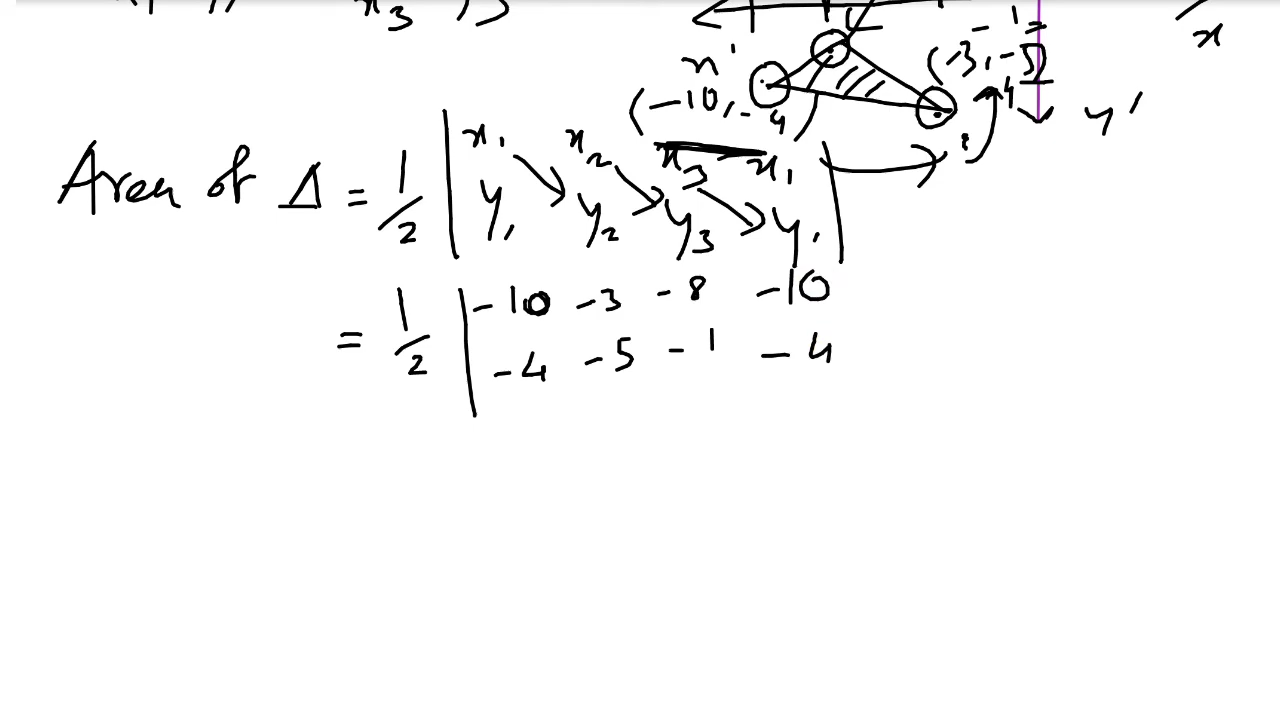 x₃
(-3, -5)
x'
(-10, -4)
y'
x
Area of Δ = 1/2 | x₁ x₂ x₃ x₁ |
y₁ y₂ y₃ y₁
= 1/2 | -10 -3 -8 -10
-4 -5 -1 -4